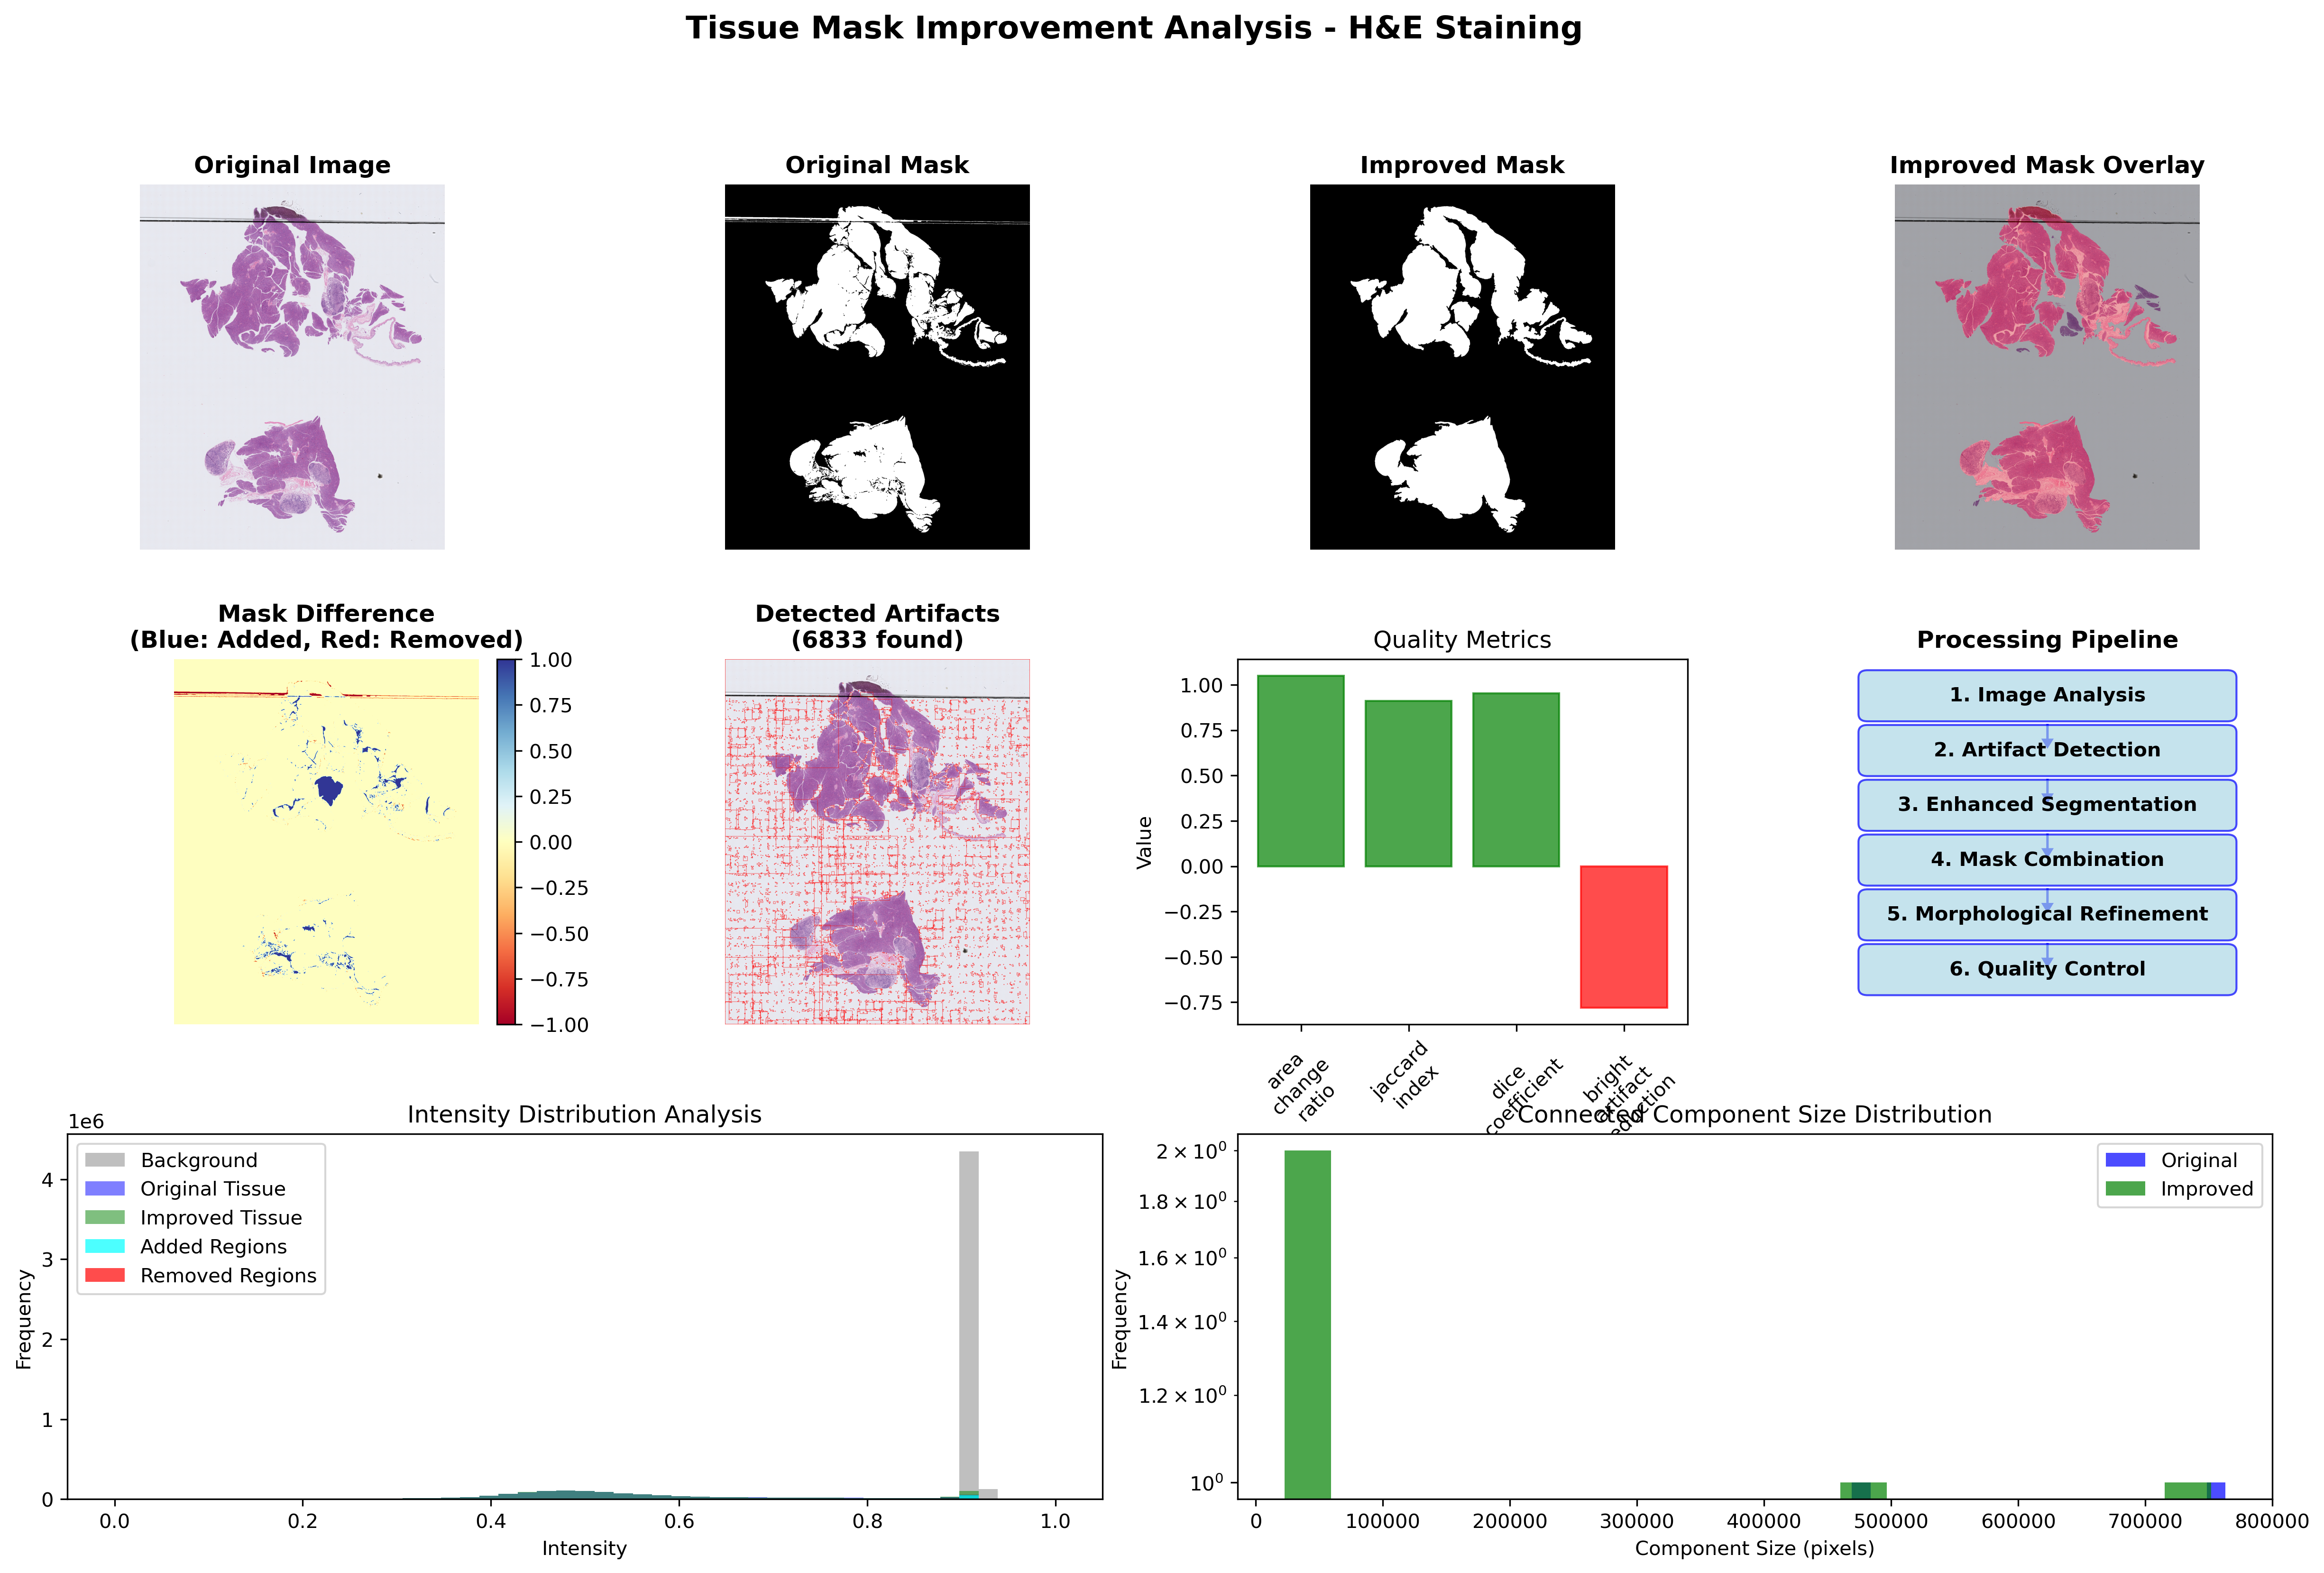 Tissue Mask Improvement Analysis - H&E Staining
Original Image
Original Mask
Improved Mask
Improved Mask Overlay
Mask Difference
(Blue: Added, Red: Removed)
1.00
0.75
0.50
0.25
0.00
−0.25
−0.50
−0.75
−1.00
Detected Artifacts
(6833 found)
Quality Metrics
Value
1.00
0.75
0.50
0.25
0.00
−0.25
−0.50
−0.75
area
change
ratio
jaccard
index
dice
coefficient
bright
artifact
Processing Pipeline
1. Image Analysis
2. Artifact Detection
3. Enhanced Segmentation
4. Mask Combination
5. Morphological Refinement
6. Quality Control
Intensity Distribution Analysis
1e6
Frequency
4
3
2
1
0
Background
Original Tissue
Improved Tissue
Added Regions
Removed Regions
0.0
0.2
0.4
0.6
0.8
1.0
Intensity
Connected Component Size Distribution
Frequency
2 × 10⁰
1.8 × 10⁰
1.6 × 10⁰
1.4 × 10⁰
1.2 × 10⁰
10⁰
Original
Improved
0
100000
200000
300000
400000
500000
600000
700000
800000
Component Size (pixels)